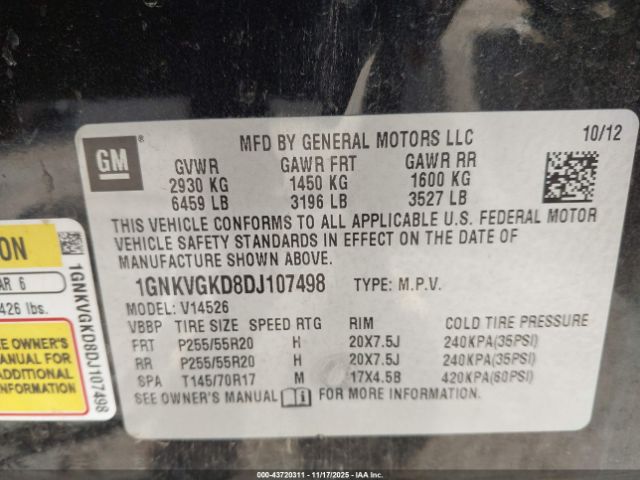 GM
MFD BY GENERAL MOTORS LLC 10/12
GVWR GAWR FRT GAWR RR
2930 KG 1450 KG 1600 KG
6459 LB 3196 LB 3527 LB
THIS VEHICLE CONFORMS TO ALL APPLICABLE U.S. FEDERAL MOTOR
VEHICLE SAFETY STANDARDS IN EFFECT ON THE DATE OF
MANUFACTURE SHOWN ABOVE.
1GNKVGKD8DJ107498 TYPE: M.P.V.
MODEL: V14526
VBBP TIRE SIZE SPEED RTG RIM COLD TIRE PRESSURE
FRT P255/55R20 H 20X7.5J 240KPA(35PSI)
RR P255/55R20 H 20X7.5J 240KPA(35PSI)
SPA T145/70R17 M 17X4.5B 420KPA(60PSI)
SEE OWNER'S MANUAL FOR MORE INFORMATION.
ON
AR 6
426 lbs.
EE OWNER'S
MANUAL FOR
ADDITIONAL
INFORMATION
1GNKVGKD8DJ107498
000-43720311 - 11/17/2025 - IAA Inc.